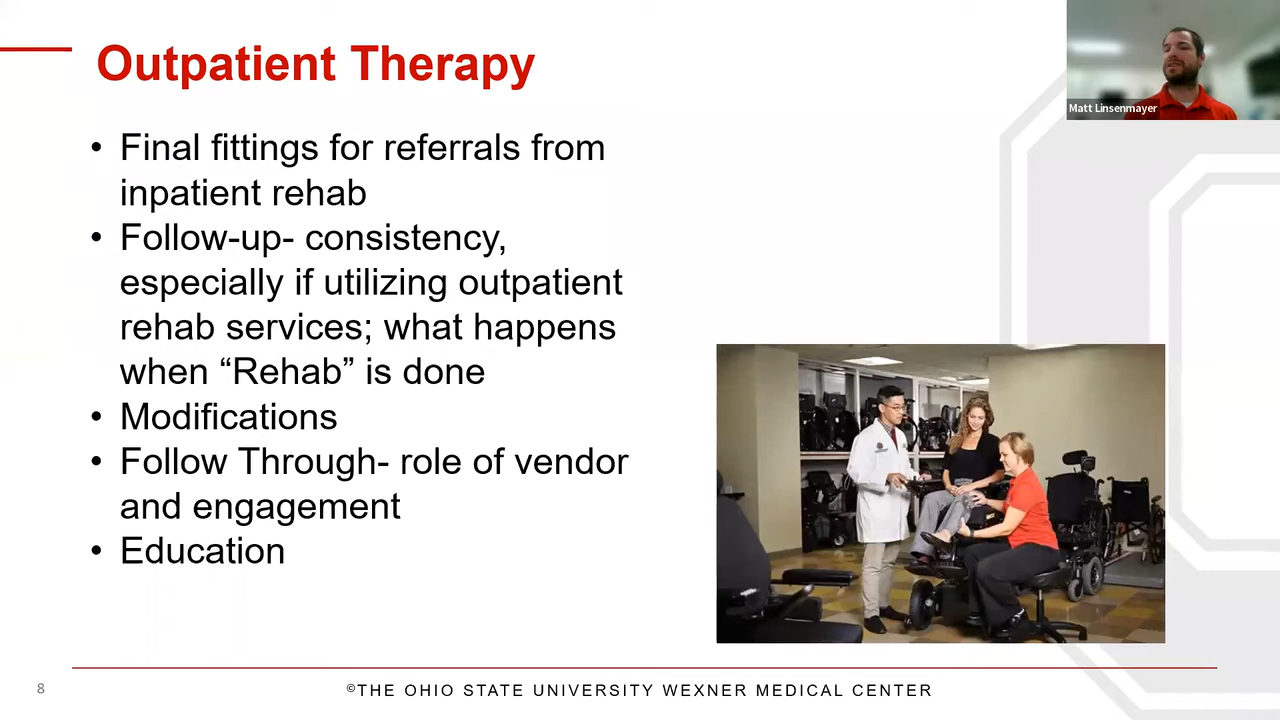 Outpatient Therapy
Matt Linsenmayer
• Final fittings for referrals from
inpatient rehab
• Follow-up- consistency,
especially if utilizing outpatient
rehab services; what happens
when “Rehab” is done
• Modifications
• Follow Through- role of vendor
and engagement
• Education
8
©THE OHIO STATE UNIVERSITY WEXNER MEDICAL CENTER